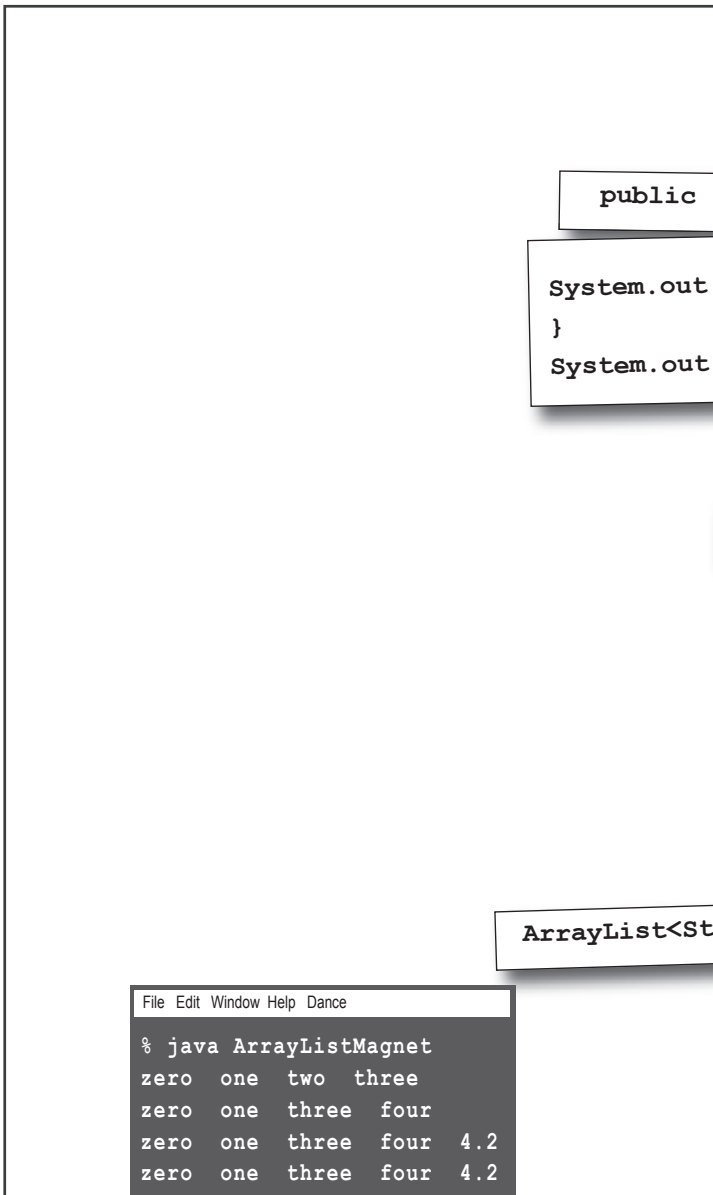 public
System.out
}
System.out
ArrayList<St
File Edit Window Help Dance
% java ArrayListMagnet
zero one two three
zero one three four
zero one three four 4.2
zero one three four 4.2